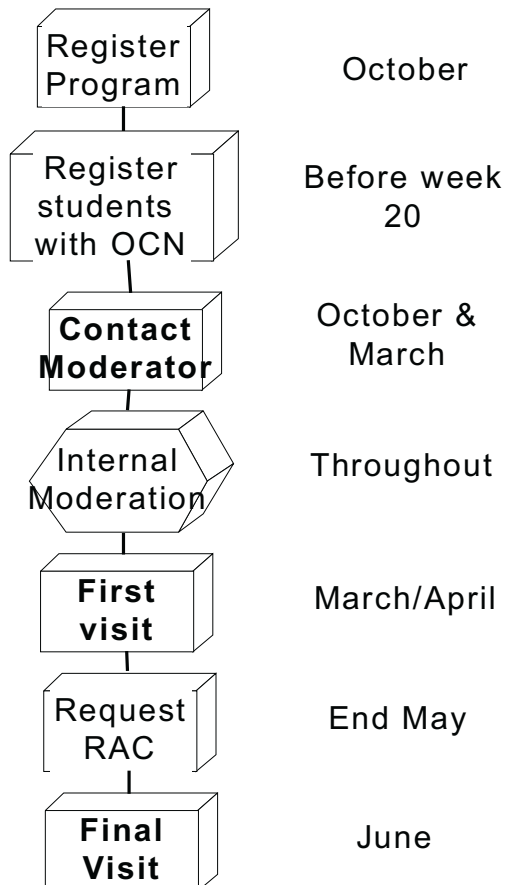 Register
Program
October
Register
students
with OCN
Before week
20
Contact
Moderator
October &
March
Internal
Moderation
Throughout
First
visit
March/April
Request
RAC
End May
Final
Visit
June